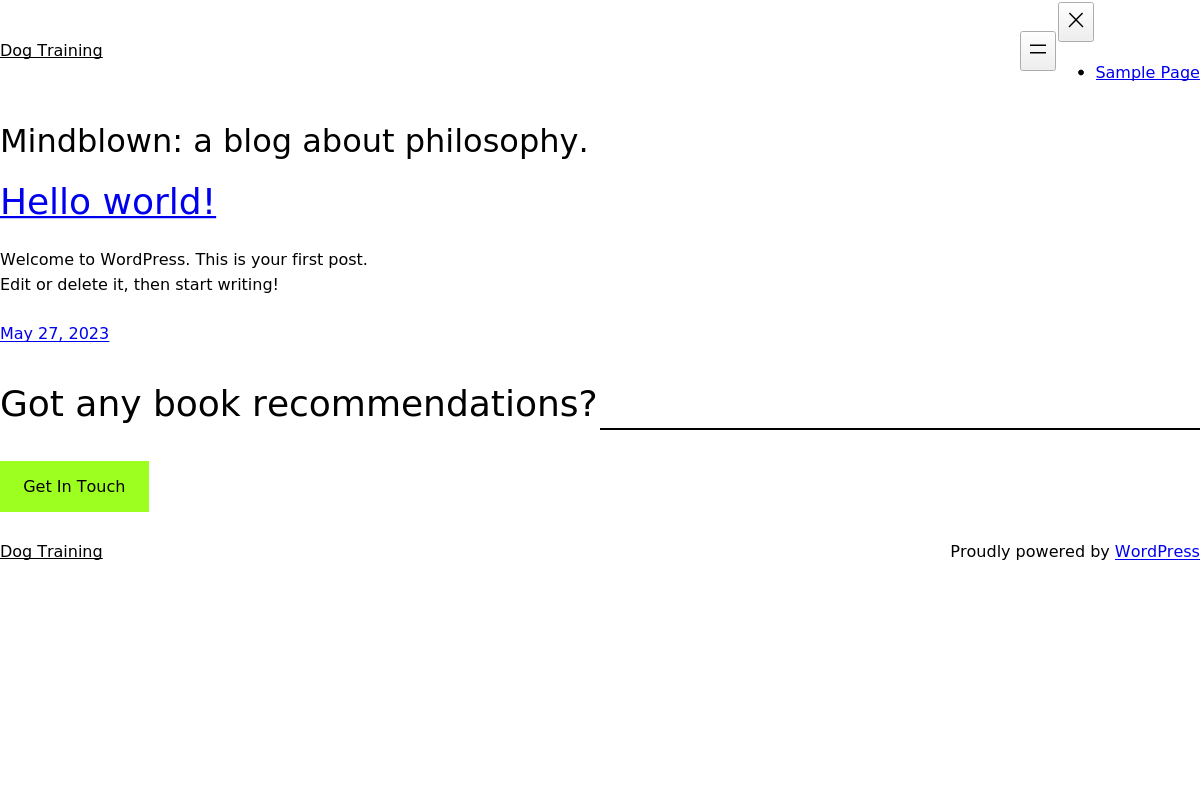 Dog Training
Sample Page
Mindblown: a blog about philosophy.
Hello world!
Welcome to WordPress. This is your first post.
Edit or delete it, then start writing!
May 27, 2023
Got any book recommendations?
Get In Touch
Dog Training
Proudly powered by WordPress